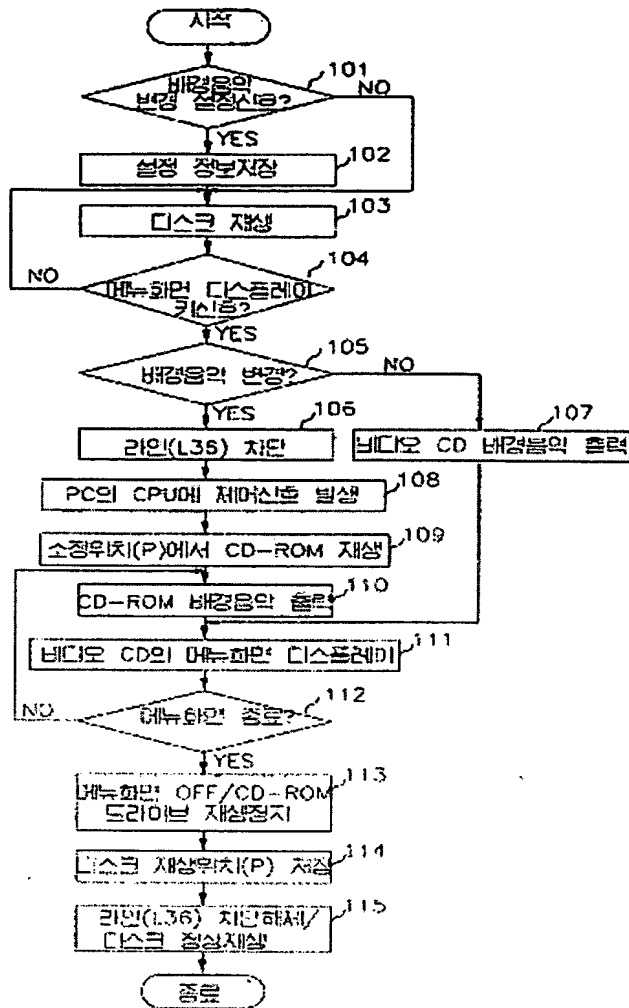 시작
101
배경음악
변경 설정신호?
NO
YES
102
설정 정보저장
103
디스크 재생
104
NO
메뉴화면 디스플레이
키신호?
YES
105
배경음악 변경?
NO
YES
106
107
라인(L36) 차단
비디오 CD 배경음악 출력
108
PC의 CPU에 제어신호 발생
109
소정위치(P)에서 CD-ROM 재생
110
CD-ROM 배경음악 출력
111
비디오 CD의 메뉴화면 디스플레이
112
NO
메뉴화면 종료?
YES
113
메뉴화면 OFF/CD-ROM
드라이브 재생정지
114
디스크 재상위치(P) 저장
115
라인(L36) 차단해제/
디스크 정상재생
종료